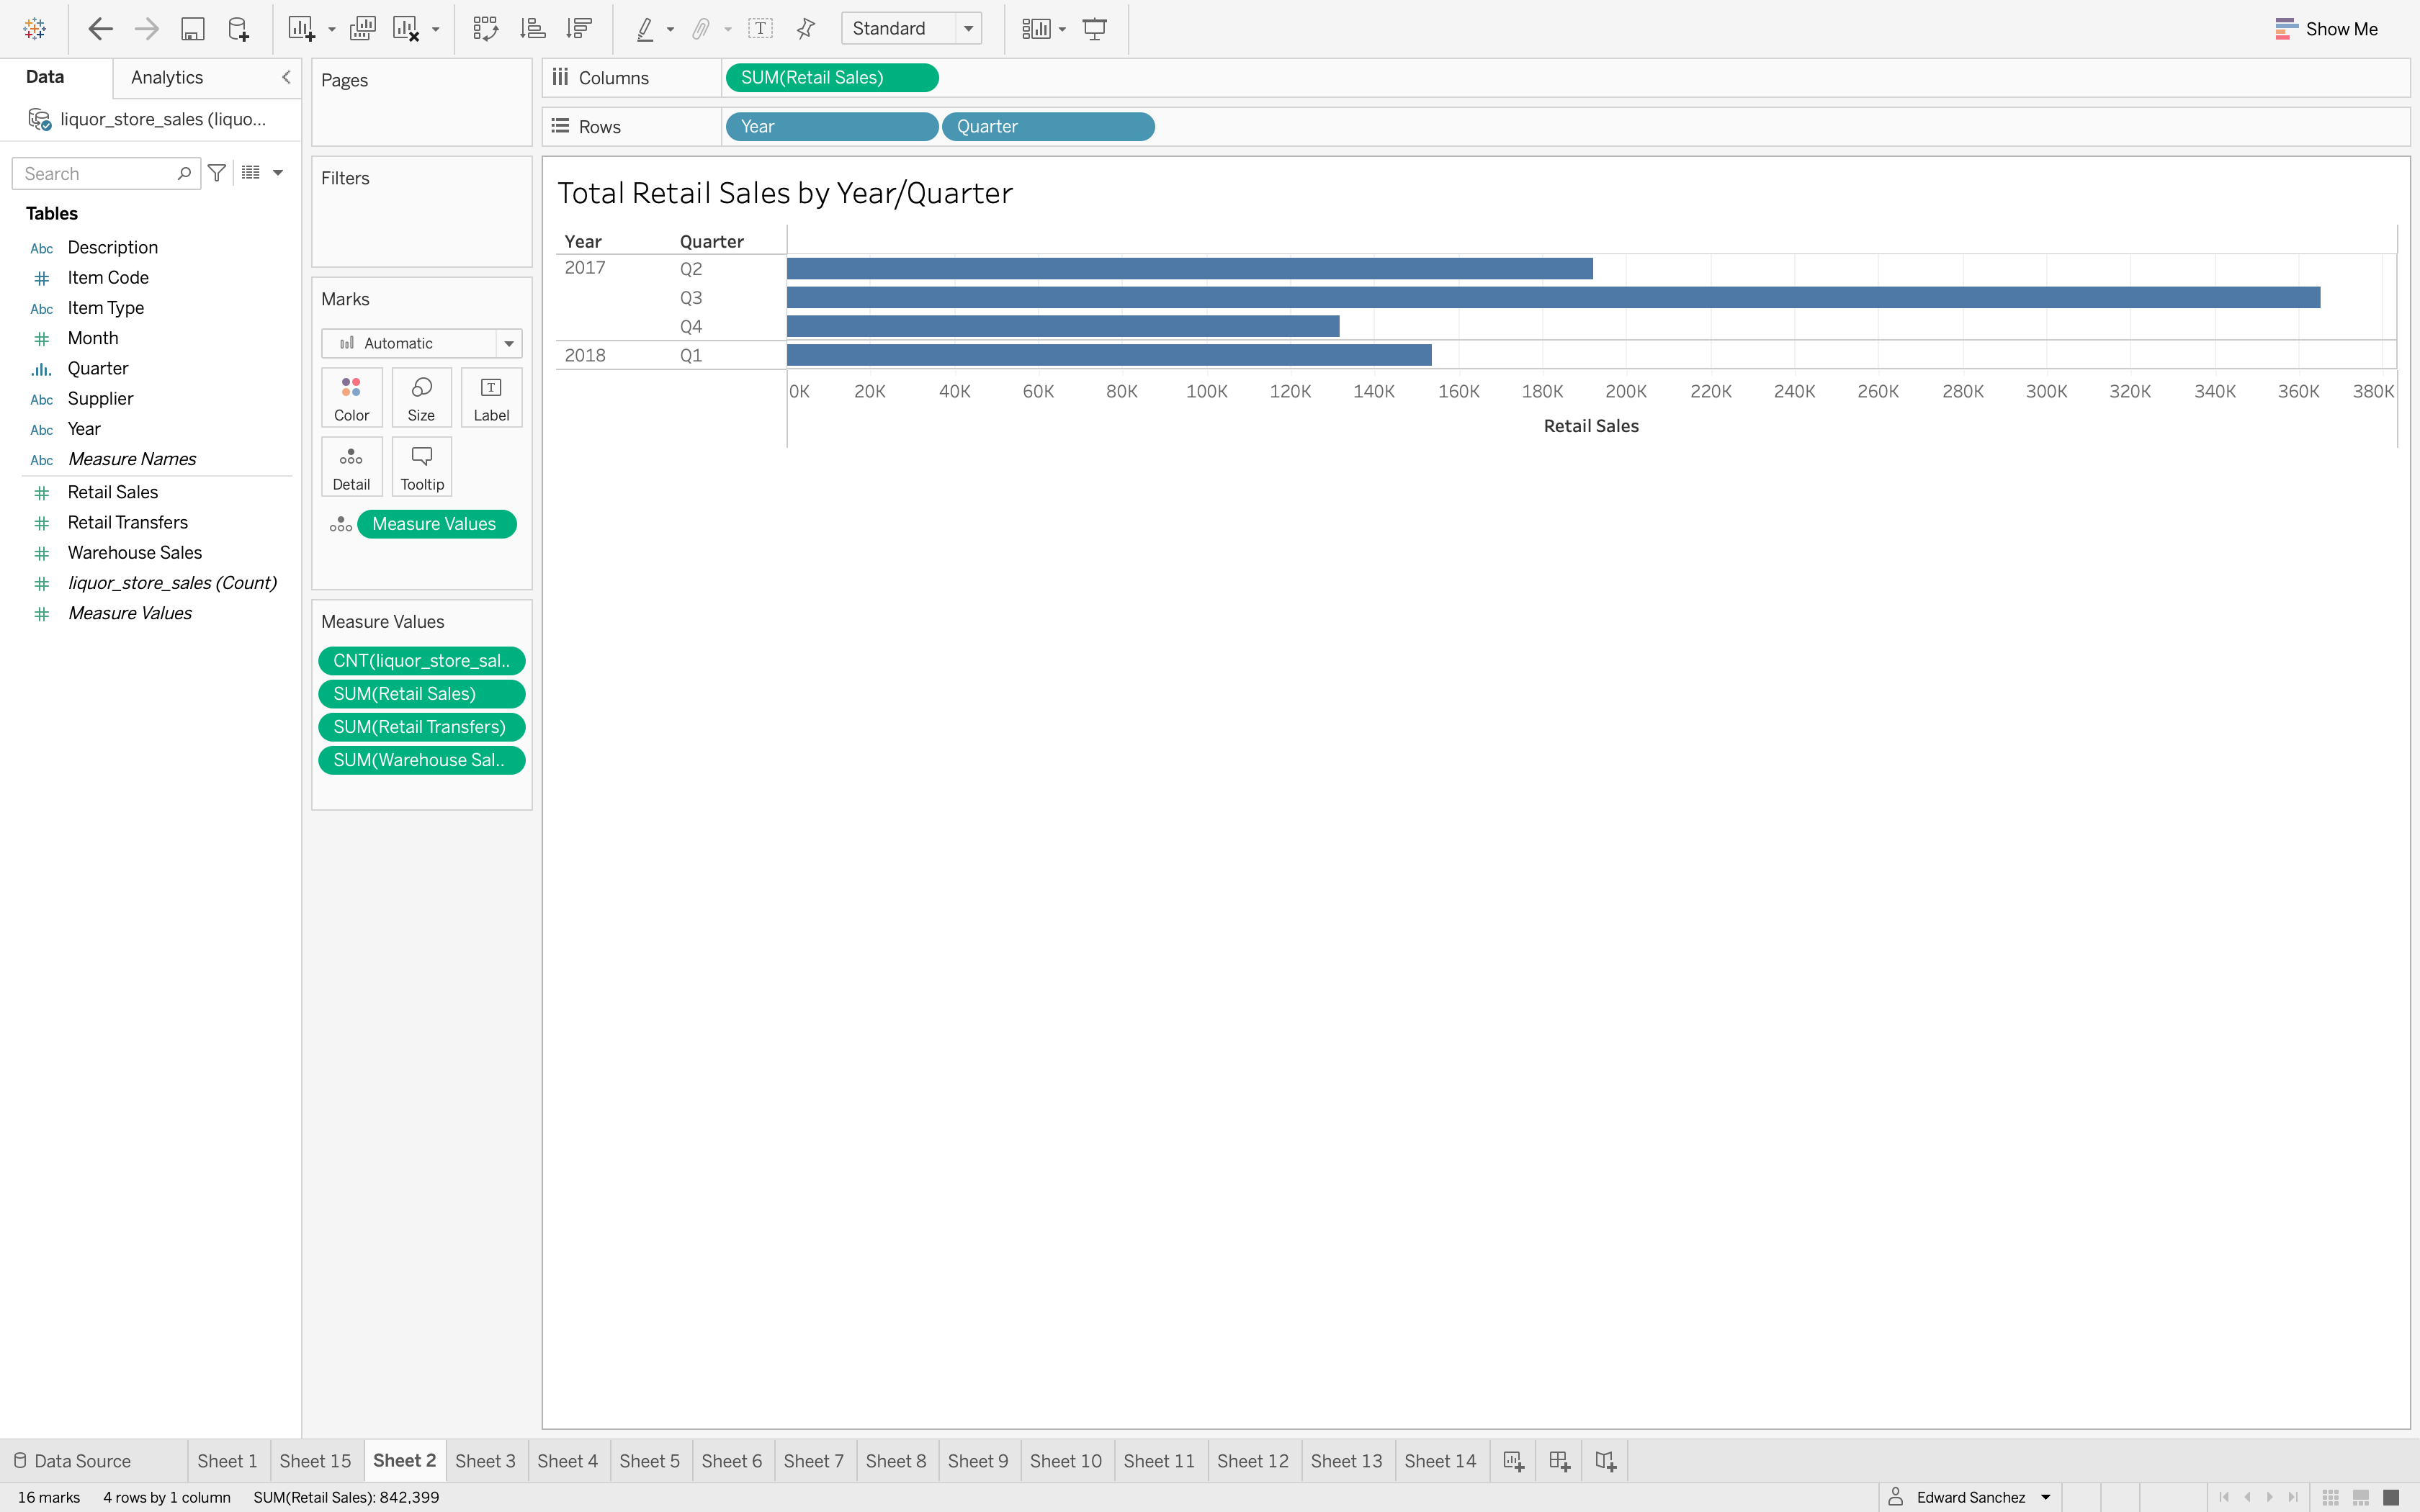 Standard
Show Me
Data
Analytics
liquor_store_sales (liquo...
Search
Tables
Abc Description
Item Code
Abc Item Type
Month
Quarter
Abc Supplier
Abc Year
Abc Measure Names
Retail Sales
Retail Transfers
Warehouse Sales
liquor_store_sales (Count)
Measure Values
Pages
Filters
Marks
Automatic
Color Size Label
Detail Tooltip
Measure Values
Measure Values
CNT(liquor_store_sal..
SUM(Retail Sales)
SUM(Retail Transfers)
SUM(Warehouse Sal..
Columns SUM(Retail Sales)
Rows Year Quarter
Total Retail Sales by Year/Quarter
Year Quarter
2017 Q2
Q3
Q4
2018 Q1
0K 20K 40K 60K 80K 100K 120K 140K 160K 180K 200K 220K 240K 260K 280K 300K 320K 340K 360K 380K
Retail Sales
Data Source Sheet 1 Sheet 15 Sheet 2 Sheet 3 Sheet 4 Sheet 5 Sheet 6 Sheet 7 Sheet 8 Sheet 9 Sheet 10 Sheet 11 Sheet 12 Sheet 13 Sheet 14
16 marks 4 rows by 1 column SUM(Retail Sales): 842,399 Edward Sanchez